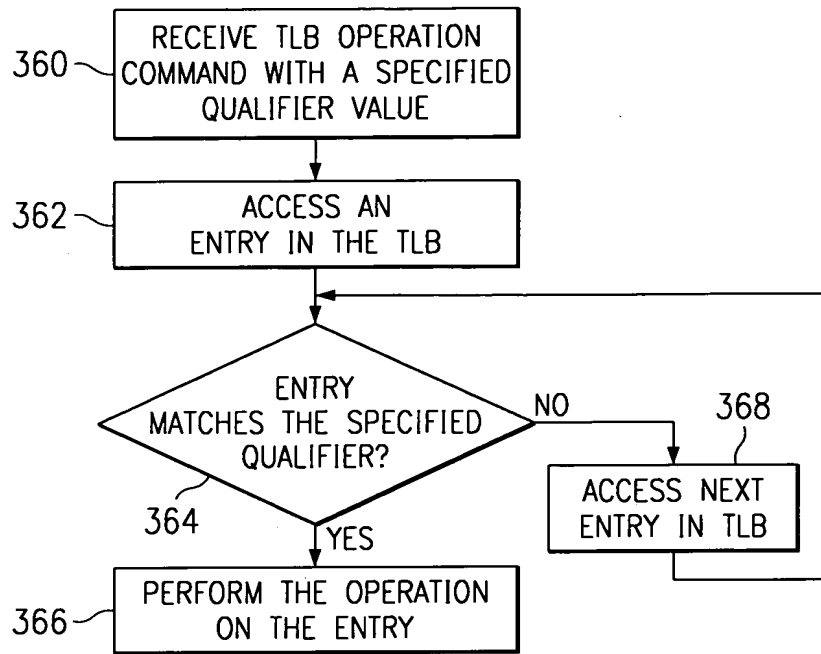 360
RECEIVE TLB OPERATION
COMMAND WITH A SPECIFIED
QUALIFIER VALUE
362
ACCESS AN
ENTRY IN THE TLB
ENTRY
MATCHES THE SPECIFIED
QUALIFIER?
364
NO
YES
368
ACCESS NEXT
ENTRY IN TLB
366
PERFORM THE OPERATION
ON THE ENTRY